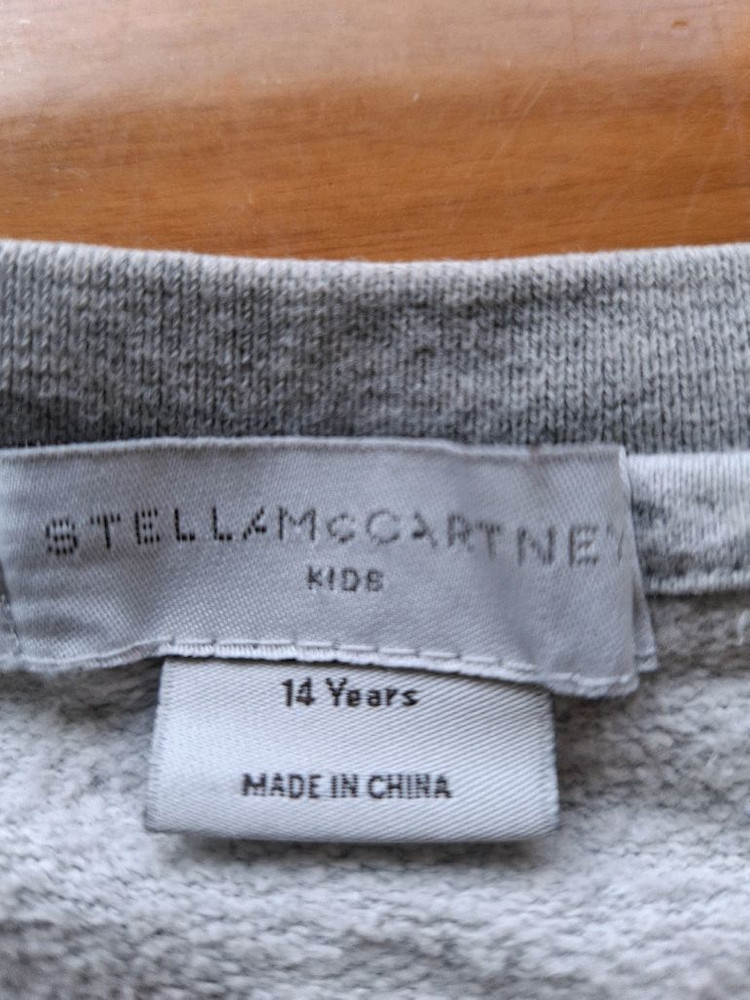 STELLAMcCARTNEY
KIDS
14 Years
MADE IN CHINA